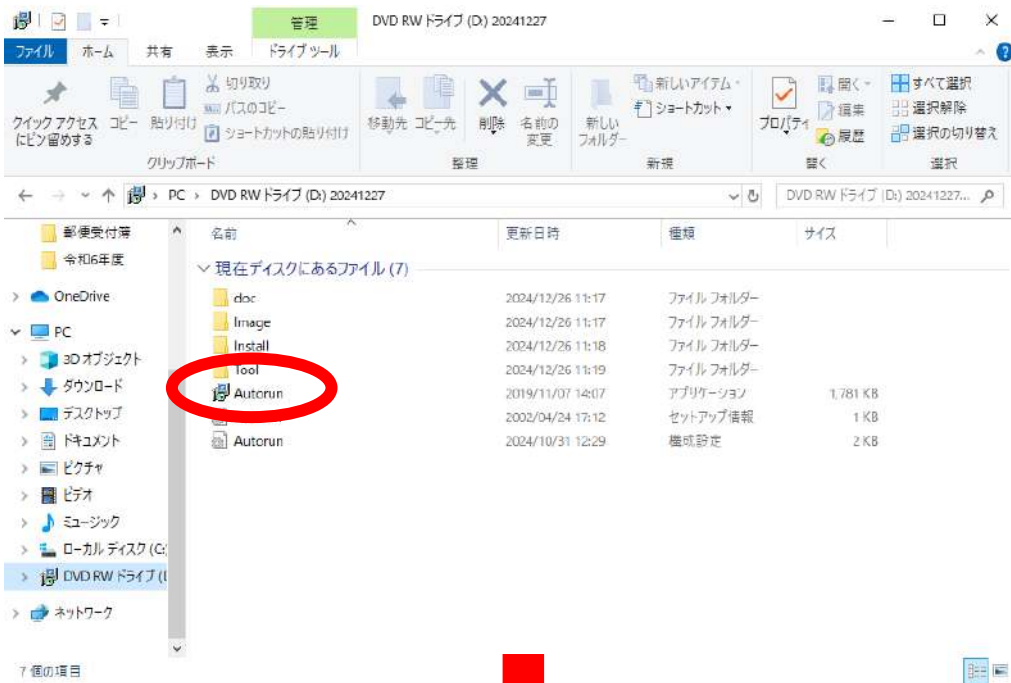 管理 DVD RW ドライブ (D:) 20241227
ファイル ホーム 共有 表示 ドライブ ツール
クイック アクセスにピン留めする
コピー
貼り付け
切り取り
パスのコピー
ショートカットの貼り付け
クリップボード
移動先
コピー先
削除
名前の変更
整理
新しいフォルダー
新しいアイテム
ショートカット
新規
プロパティ
開く
編集
履歴
開く
すべて選択
選択解除
選択の切り替え
選択
PC DVD RW ドライブ (D:) 20241227
DVD RW ドライブ (D:) 20241227...
郵便受付簿
令和6年度
OneDrive
PC
3D オブジェクト
ダウンロード
デスクトップ
ドキュメント
ピクチャ
ビデオ
ミュージック
ローカル ディスク (C:
DVD RW ドライブ (
ネットワーク
名前 更新日時 種類 サイズ
現在ディスクにあるファイル (7)
doc 2024/12/26 11:17 ファイル フォルダー
Image 2024/12/26 11:17 ファイル フォルダー
Install 2024/12/26 11:18 ファイル フォルダー
Tool 2024/12/26 11:19 ファイル フォルダー
Autorun 2019/11/07 14:07 アプリケーション 1,781 KB
2002/04/24 17:12 セットアップ情報 1 KB
Autorun 2024/10/31 12:29 構成設定 2 KB
7 個の項目